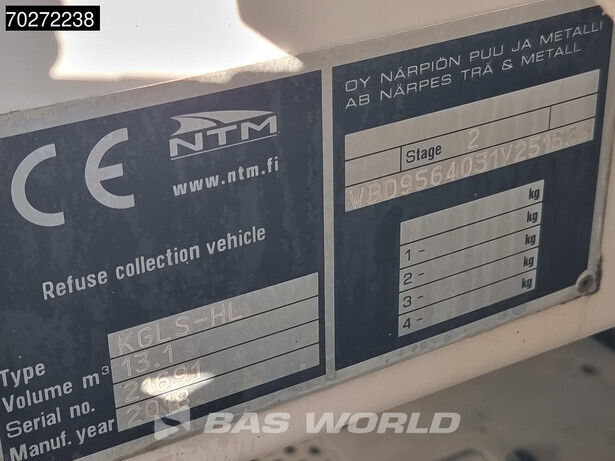 70272238
CE
NTM
www.ntm.fi
Refuse collection vehicle
Type KGLS-HL
Volume m³ 13.1
Serial no. 21691
Manuf. year 2018
OY NÄRPIÖN PUU JA METALLI
AB NÄRPES TRÄ & METALL
Stage 2
kg
1 - kg
2 - kg
3 - kg
4 - kg
BAS WORLD